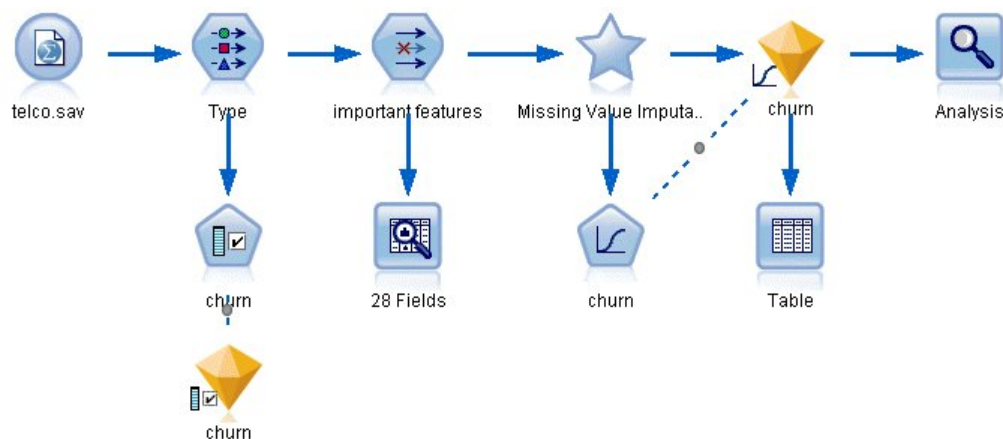 telco.sav
Type
important features
Missing Value Imputa..
churn
Analysis
churn
28 Fields
churn
Table
churn